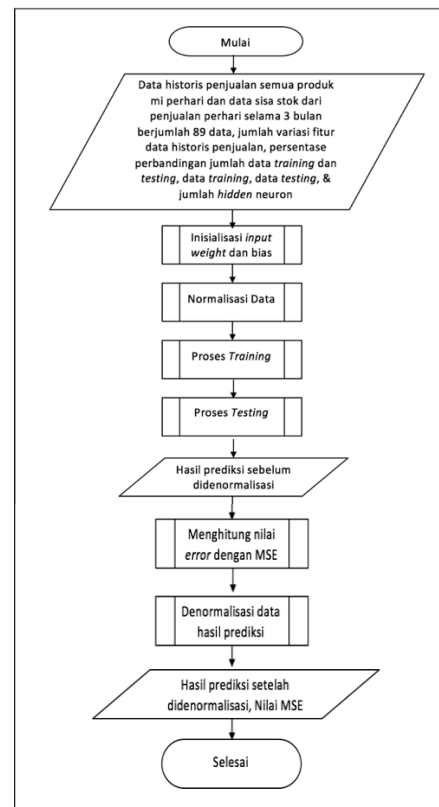 Mulai
Data historis penjualan semua produk
mi perhari dan data sisa stok dari
penjualan perhari selama 3 bulan
berjumlah 89 data, jumlah variasi fitur
data historis penjualan, persentase
perbandingan jumlah data training dan
testing, data training, data testing, &
jumlah hidden neuron
Inisialisasi input
weight dan bias
Normalisasi Data
Proses Training
Proses Testing
Hasil prediksi sebelum
didenormalisasi
Menghitung nilai
error dengan MSE
Denormalisasi data
hasil prediksi
Hasil prediksi setelah
didenormalisasi, Nilai MSE
Selesai